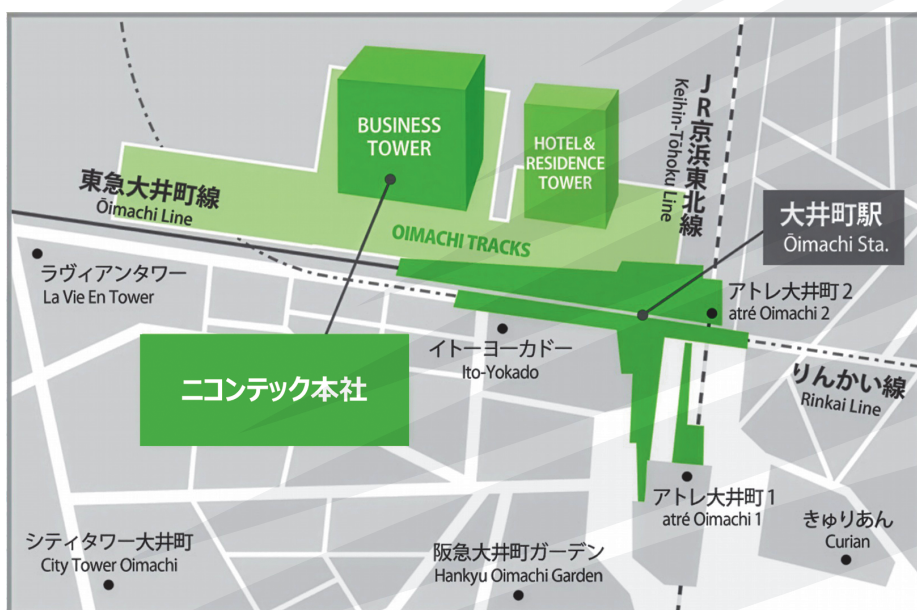 BUSINESS
TOWER
HOTEL &
RESIDENCE
TOWER
JR京浜東北線
Keihin-Tōhoku Line
東急大井町線
Ōimachi Line
OIMACHI TRACKS
大井町駅
Ōimachi Sta.
ラヴィアンタワー
La Vie En Tower
アトレ大井町2
atré Oimachi 2
イトーヨーカドー
Ito-Yokado
ニコンテック本社
りんかい線
Rinkai Line
アトレ大井町1
atré Oimachi 1
きゅりあん
Curian
シティタワー大井町
City Tower Oimachi
阪急大井町ガーデン
Hankyu Oimachi Garden